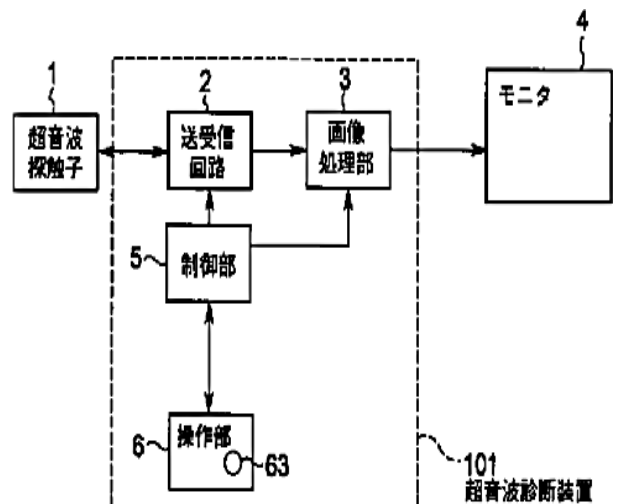 1
超音波
探触子
2
送受信
回路
3
画像
処理部
4
モニタ
5
制御部
6
操作部
63
101
超音波診断装置